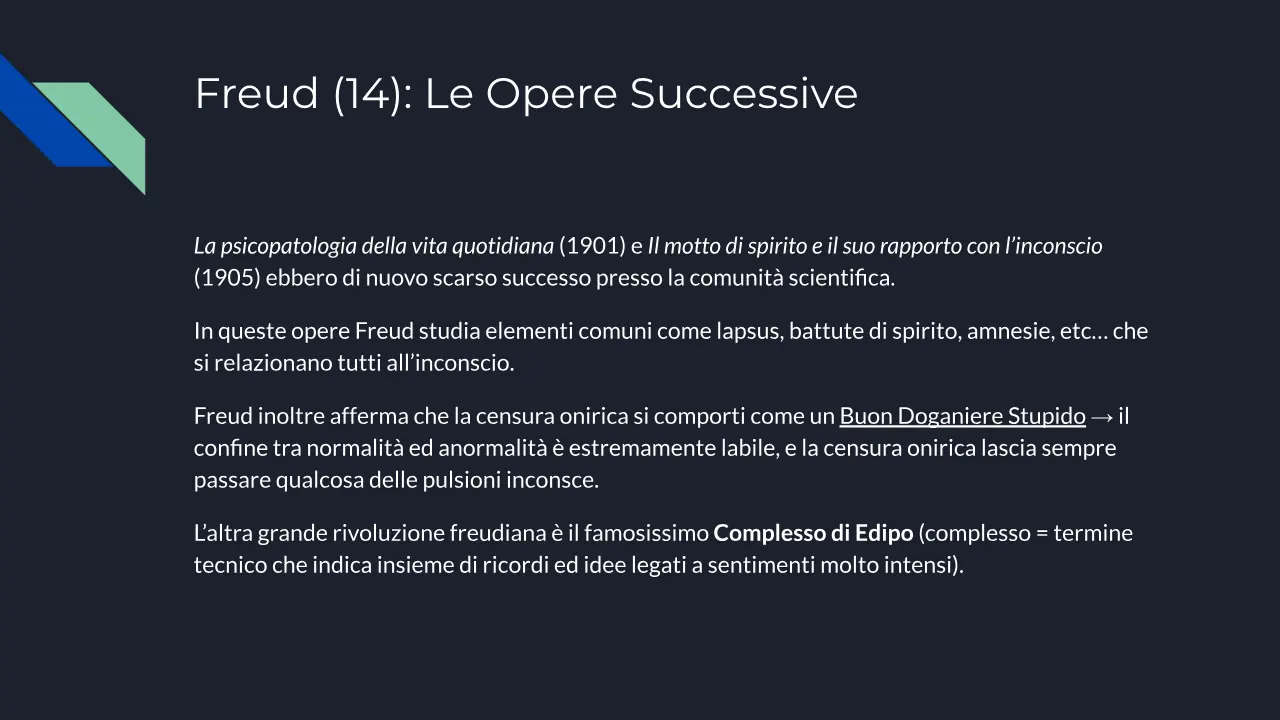 Freud (14): Le Opere Successive
La psicopatologia della vita quotidiana (1901) e Il motto di spirito e il suo rapporto con l’inconscio
(1905) ebbero di nuovo scarso successo presso la comunità scientifica.
In queste opere Freud studia elementi comuni come lapsus, battute di spirito, amnesie, etc… che
si relazionano tutti all’inconscio.
Freud inoltre afferma che la censura onirica si comporti come un Buon Doganiere Stupido → il
confine tra normalità ed anormalità è estremamente labile, e la censura onirica lascia sempre
passare qualcosa delle pulsioni inconsce.
L’altra grande rivoluzione freudiana è il famosissimo Complesso di Edipo (complesso = termine
tecnico che indica insieme di ricordi ed idee legati a sentimenti molto intensi).